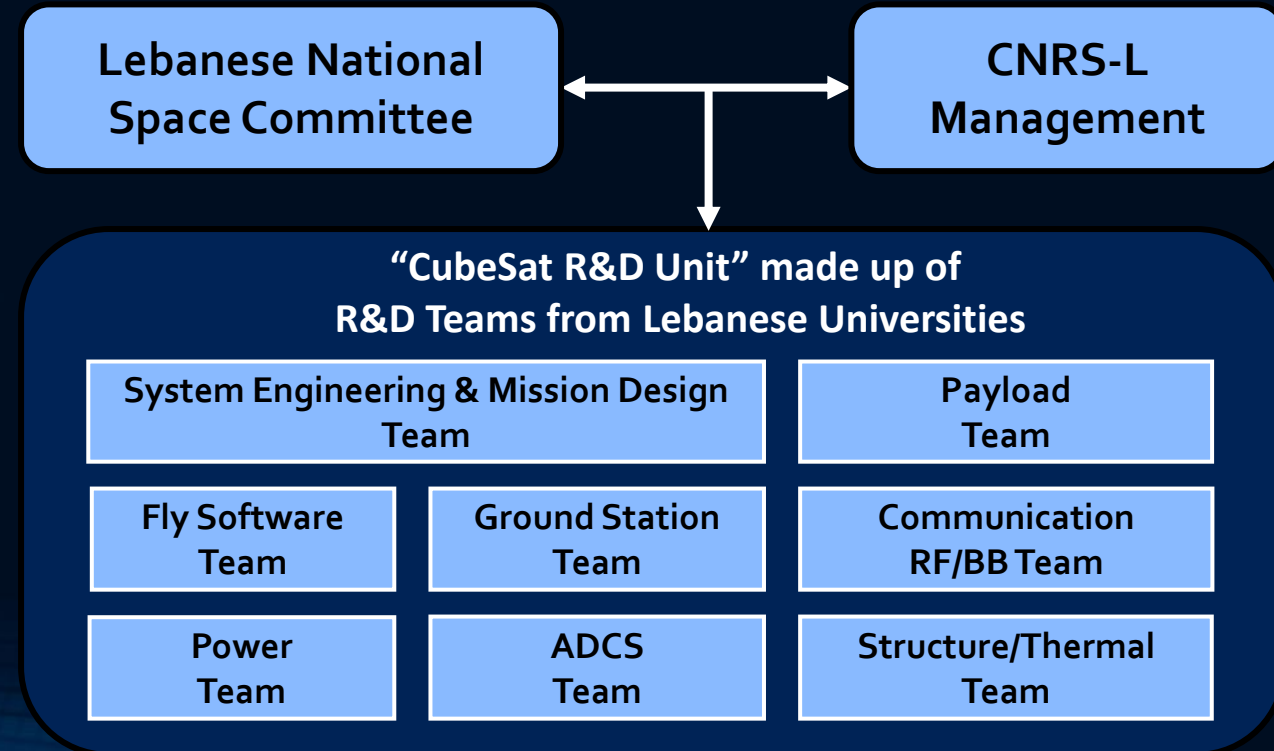 Lebanese National
Space Committee
CNRS-L
Management
“CubeSat R&D Unit” made up of
R&D Teams from Lebanese Universities
System Engineering & Mission Design
Team
Payload
Team
Fly Software
Team
Ground Station
Team
Communication
RF/BB Team
Power
Team
ADCS
Team
Structure/Thermal
Team